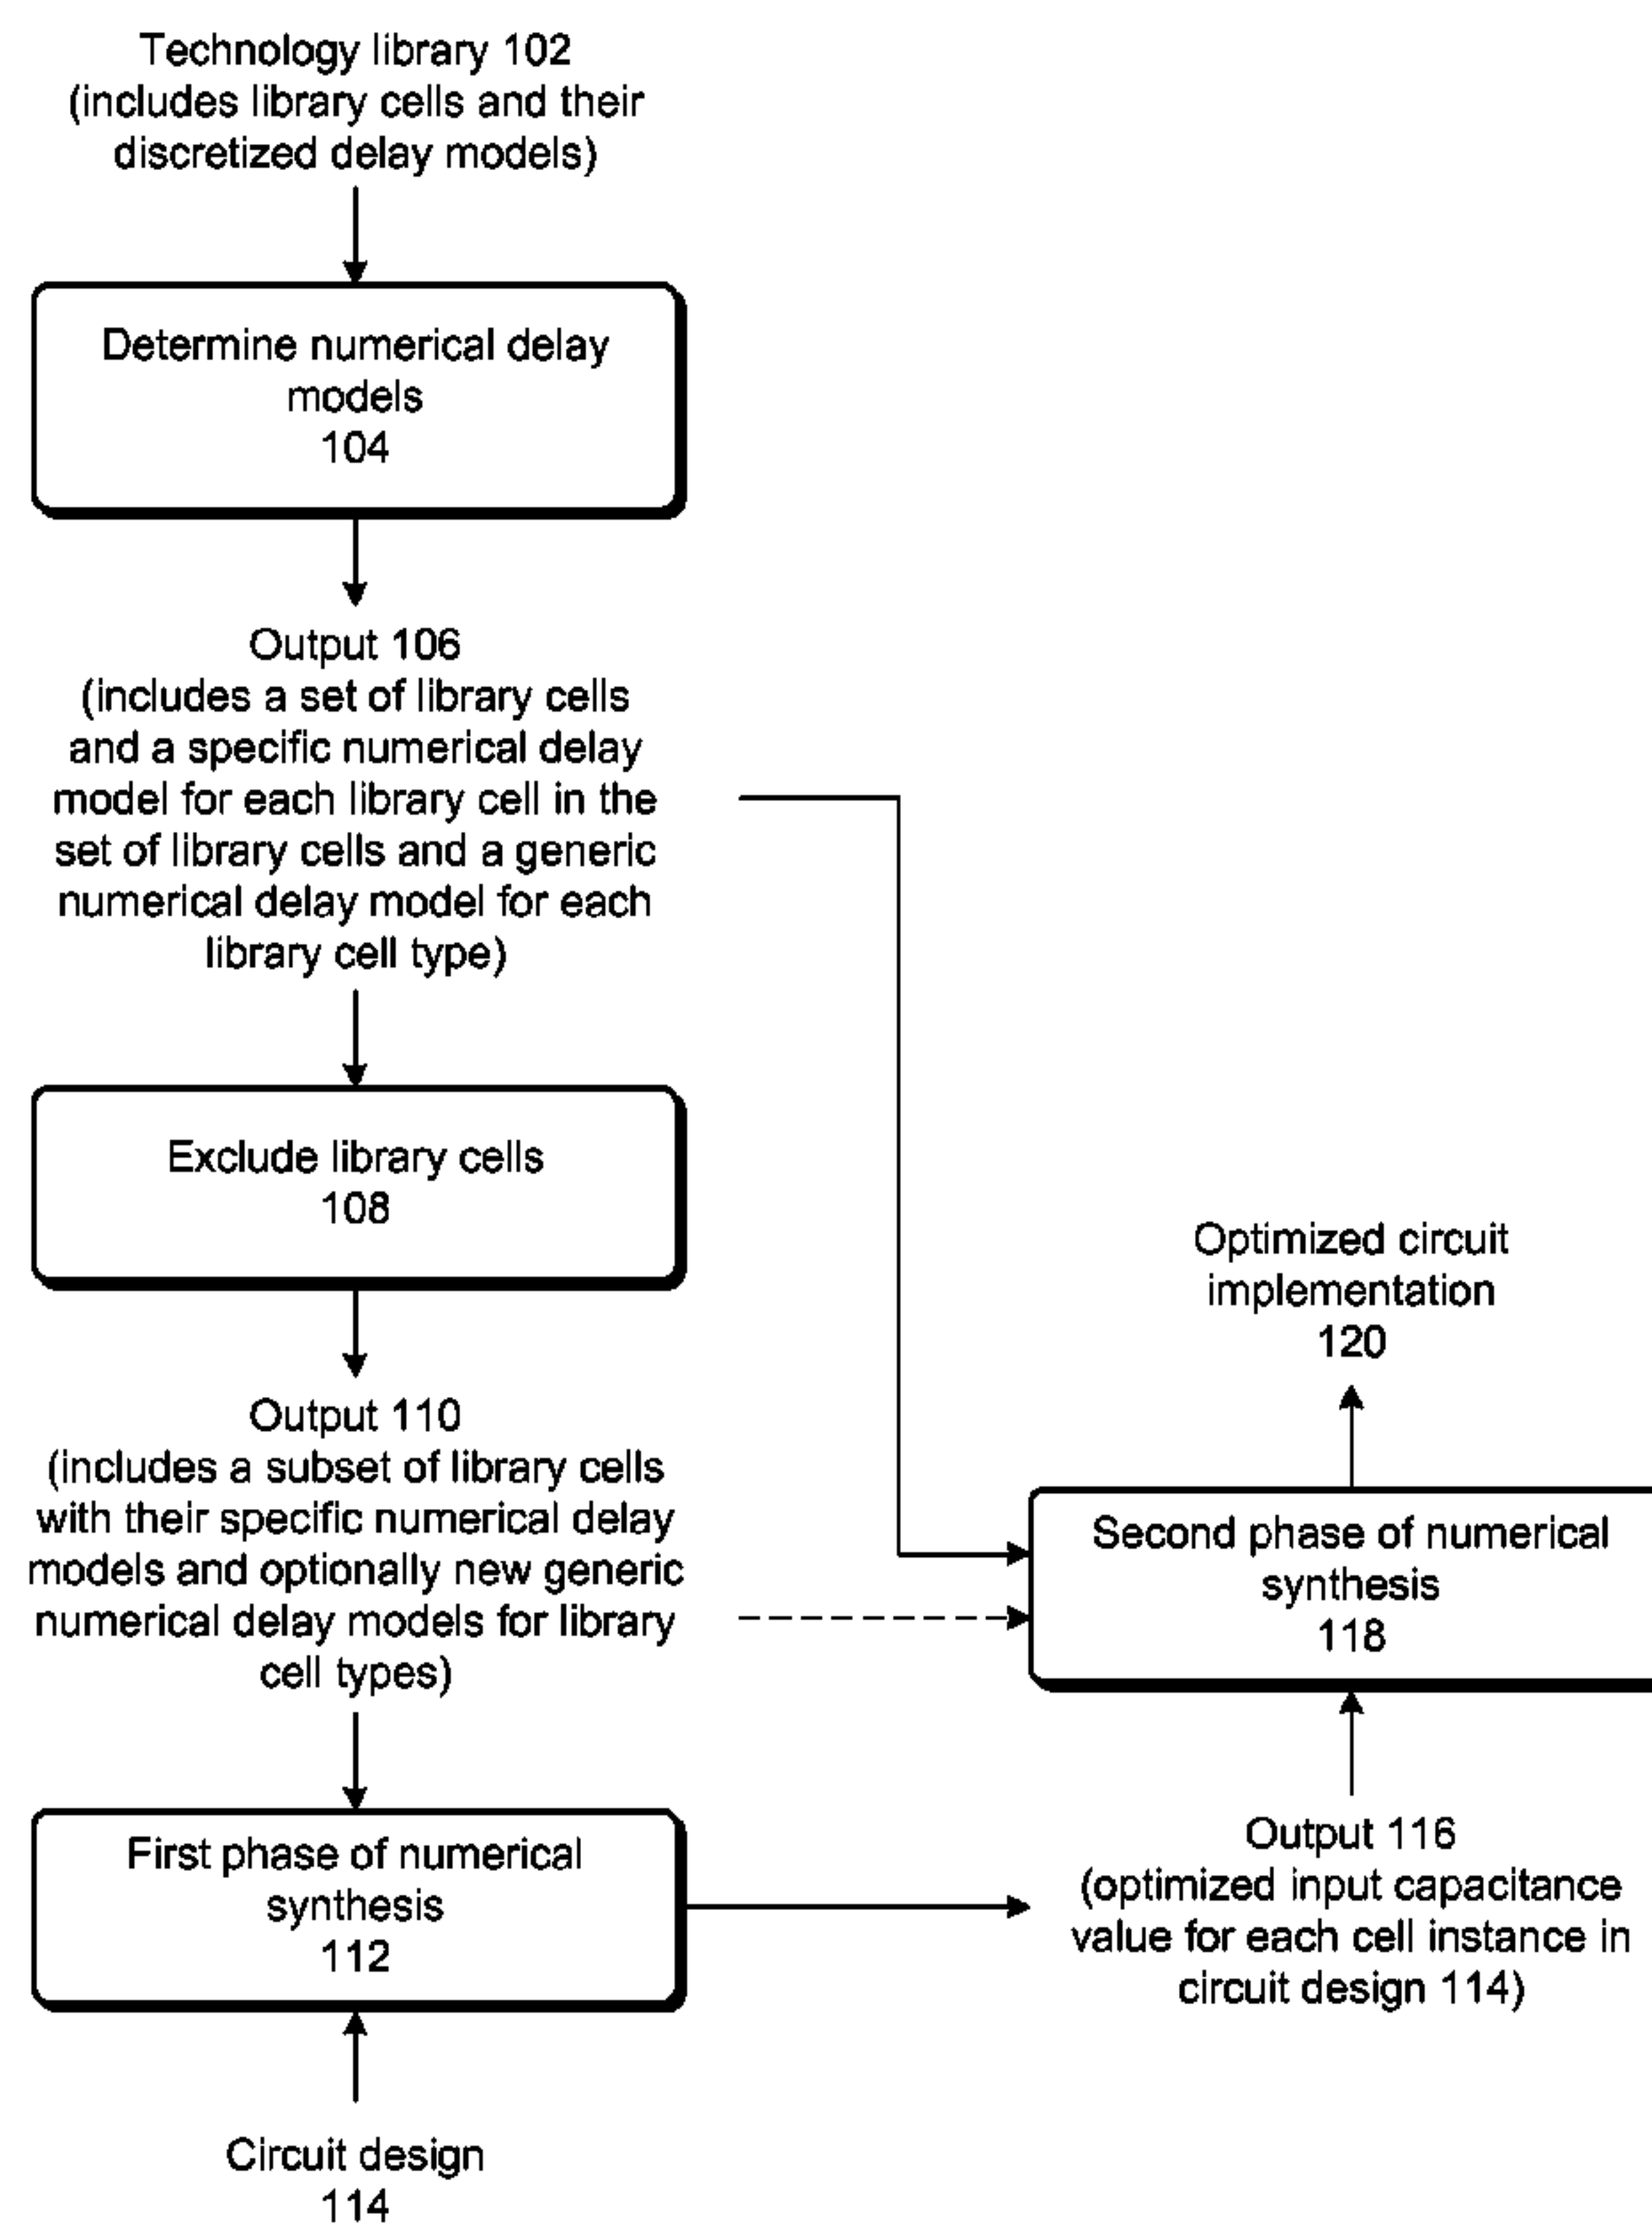 Technology library 102
(includes library cells and their
discretized delay models)
Determine numerical delay
models
104
Output 106
(includes a set of library cells
and a specific numerical delay
model for each library cell in the
set of library cells and a generic
numerical delay model for each
library cell type)
Exclude library cells
108
Output 110
(includes a subset of library cells
with their specific numerical delay
models and optionally new generic
numerical delay models for library
cell types)
First phase of numerical
synthesis
112
Circuit design
114
Optimized circuit
implementation
120
Second phase of numerical
synthesis
118
Output 116
(optimized input capacitance
value for each cell instance in
circuit design 114)